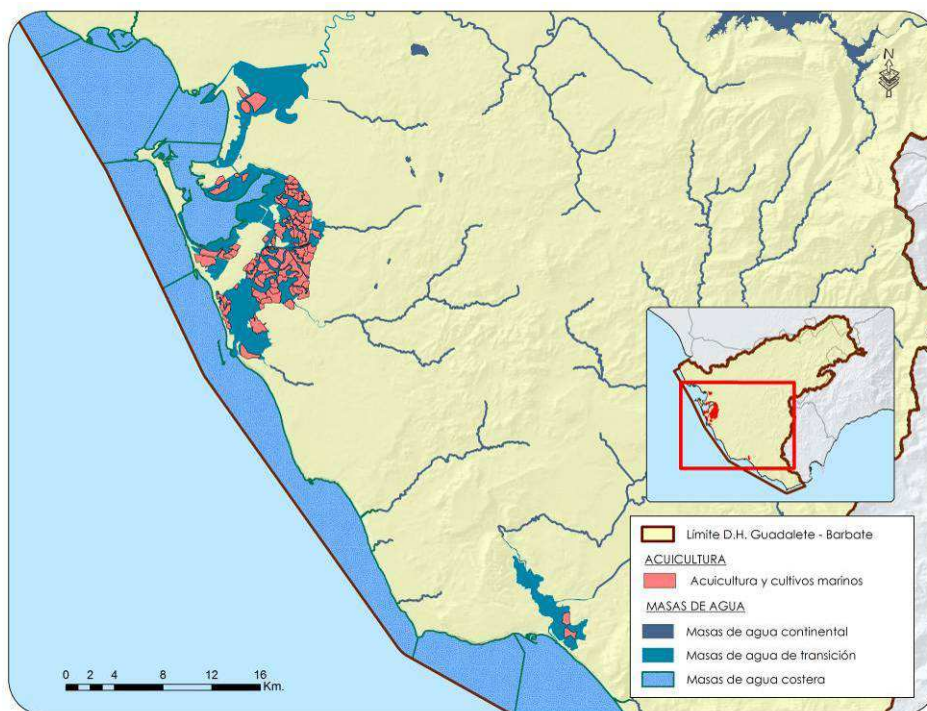 N
Límite D.H. Guadalete - Barbate
ACUICULTURA
Acuicultura y cultivos marinos
MASAS DE AGUA
Masas de agua continental
Masas de agua de transición
Masas de agua costera
0 2 4 8 12 16
Km.